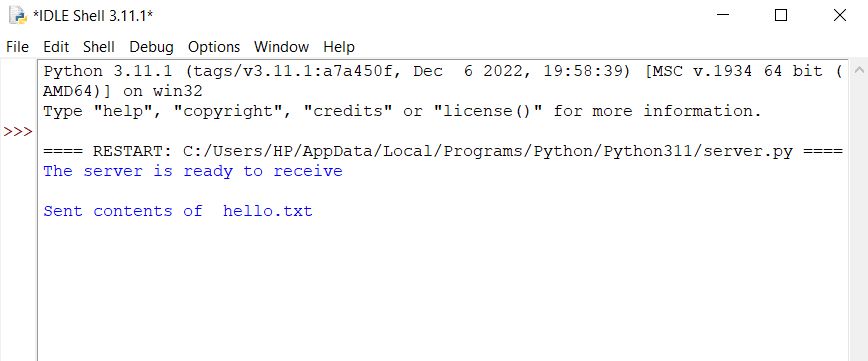 *IDLE Shell 3.11.1*
File Edit Shell Debug Options Window Help
Python 3.11.1 (tags/v3.11.1:a7a450f, Dec  6 2022, 19:58:39) [MSC v.1934 64 bit (
AMD64)] on win32
Type "help", "copyright", "credits" or "license()" for more information.
>>>
==== RESTART: C:/Users/HP/AppData/Local/Programs/Python/Python311/server.py ====
The server is ready to receive
Sent contents of  hello.txt